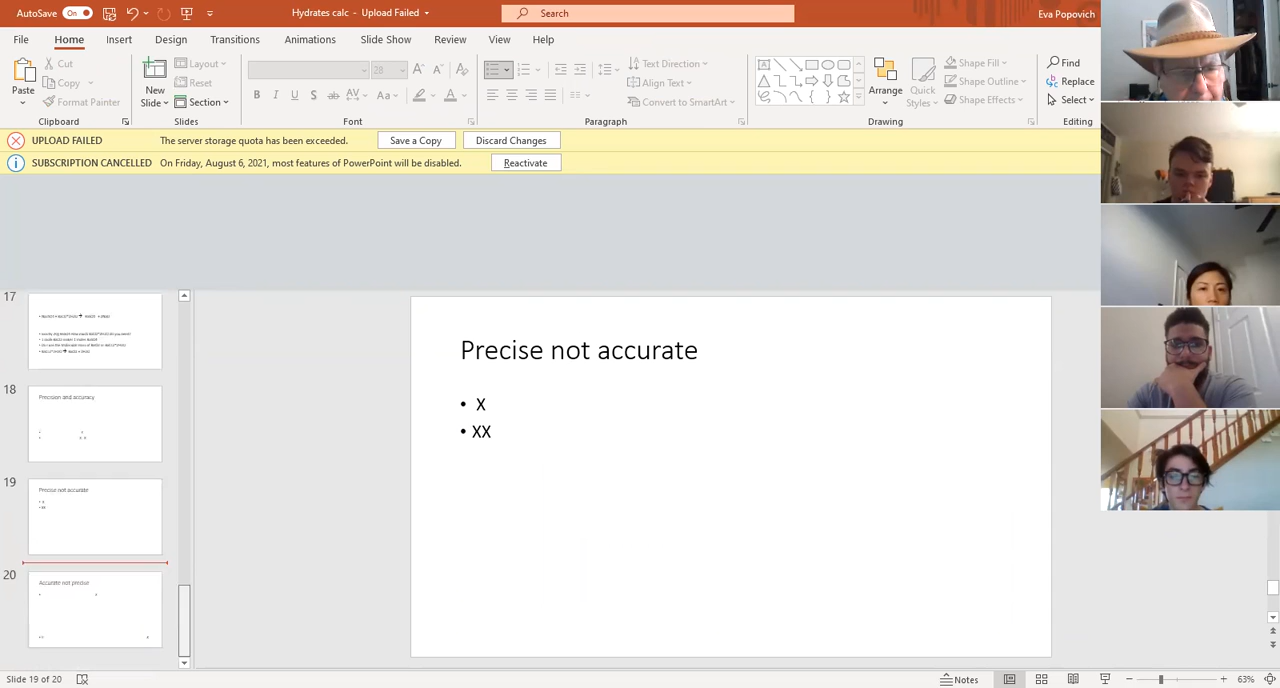 AutoSave On Hydrates calc - Upload Failed Search Eva Popovich
File Home Insert Design Transitions Animations Slide Show Review View Help
Paste Cut Copy Format Painter
Clipboard
New Slide Layout Reset Section
Slides
28
B I U S ab AV Aa A
Font
Text Direction
Align Text
Convert to SmartArt
Paragraph
Arrange Quick Styles Shape Fill Shape Outline Shape Effects
Drawing
Find
Replace
Select
Editing
UPLOAD FAILED The server storage quota has been exceeded. Save a Copy Discard Changes
SUBSCRIPTION CANCELLED On Friday, August 6, 2021, most features of PowerPoint will be disabled. Reactivate
17
18
Precision and accuracy
19
Precise not accurate
• X
• XX
20
Accurate not precise
Precise not accurate
• X
• XX
Slide 19 of 20 Notes 63%